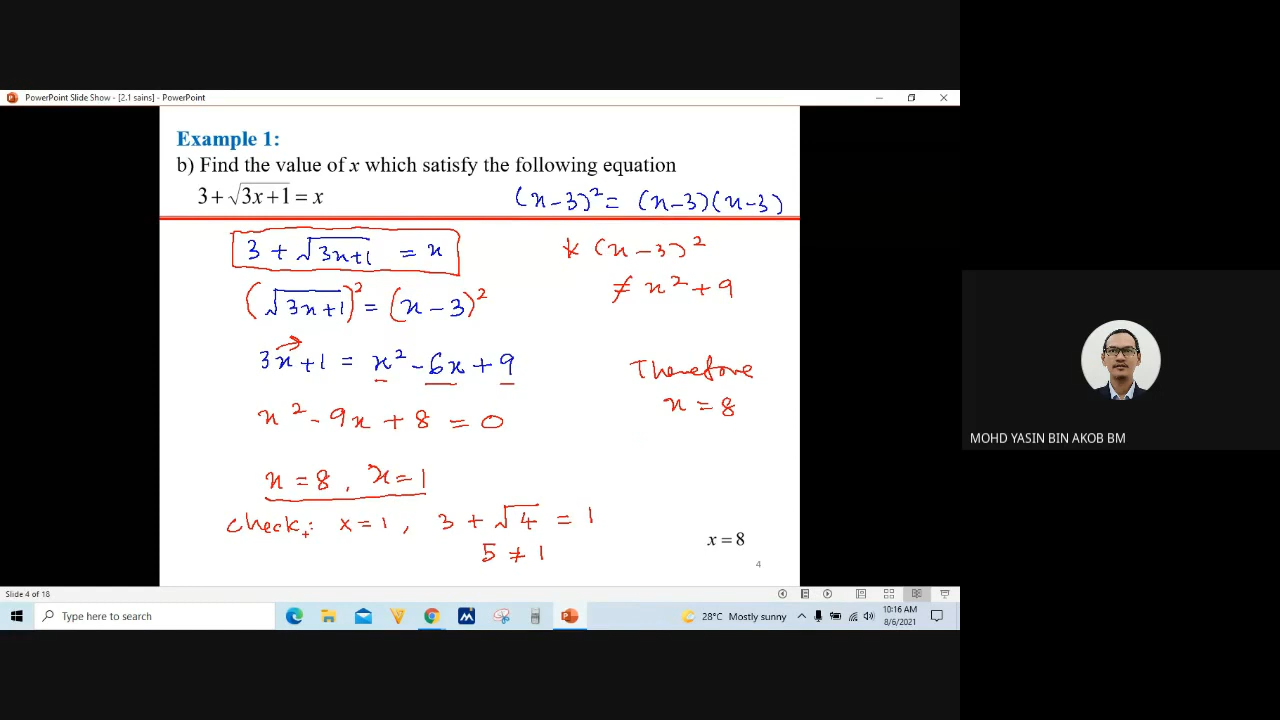 PowerPoint Slide Show - [2.1 sains] - PowerPoint
Example 1:
b) Find the value of x which satisfy the following equation
3 + √3x+1 = x
(x-3)² = (x-3)(x-3)
3 + √3x+1 = x
* (x-3)²
≠ x² + 9
(√3x+1)² = (x-3)²
3x+1 = x² - 6x + 9
Therefore
x = 8
x² - 9x + 8 = 0
x = 8, x = 1
Check: x = 1, 3 + √4 = 1
5 ≠ 1
x = 8
4
MOHD YASIN BIN AKOB BM
Slide 4 of 18
Type here to search
28°C Mostly sunny
10:16 AM
8/6/2021